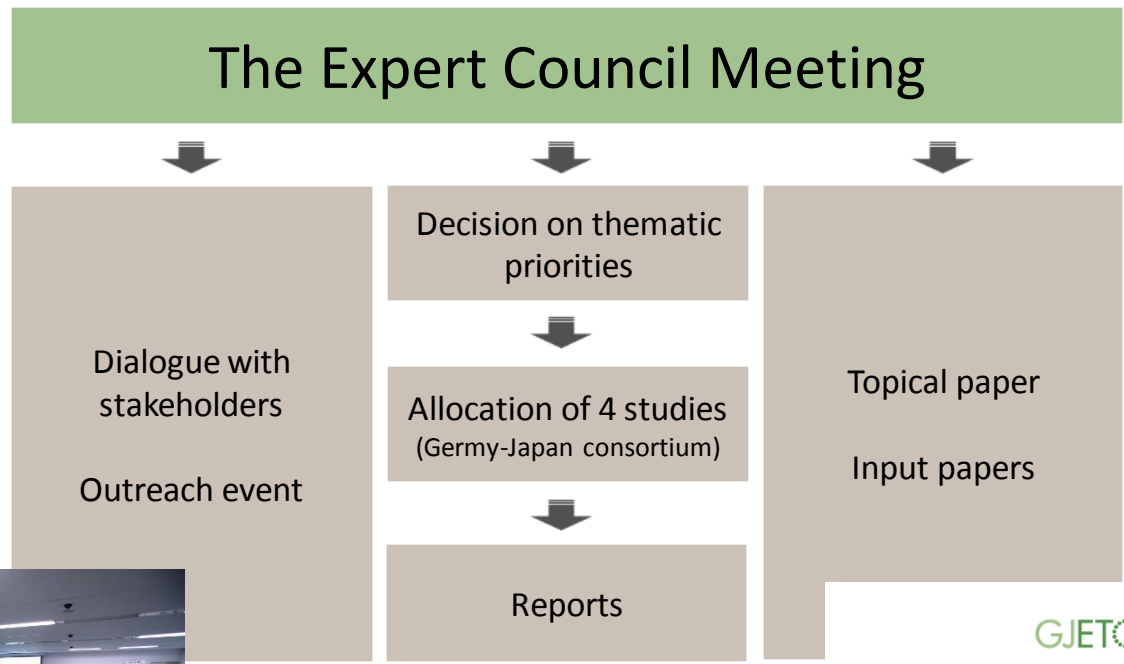 The Expert Council Meeting
Dialogue with
stakeholders
Outreach event
Decision on thematic
priorities
Allocation of 4 studies
(Germy-Japan consortium)
Reports
Topical paper
Input papers
GJET